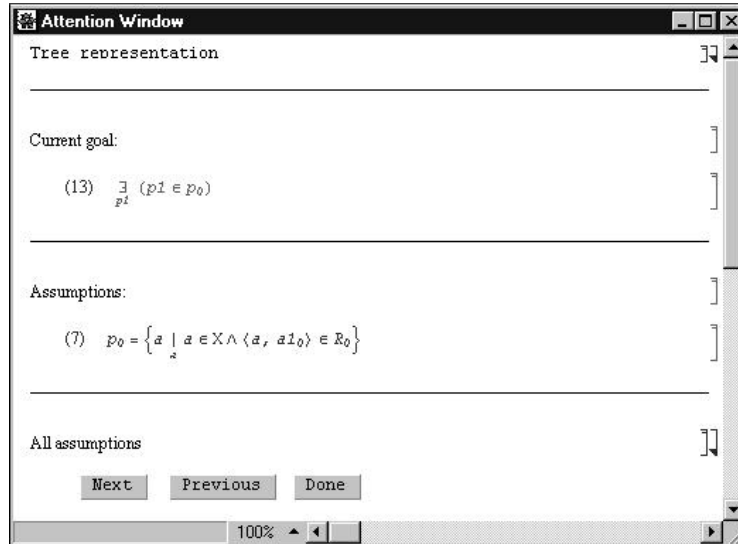 Attention Window
Tree representation
Current goal:
(13) ∃ (p1 ∈ p₀)
p1
Assumptions:
(7) p₀ = {a | a ∈ X ∧ ⟨a, a1₀⟩ ∈ R₀}
a
All assumptions
Next Previous Done
100%